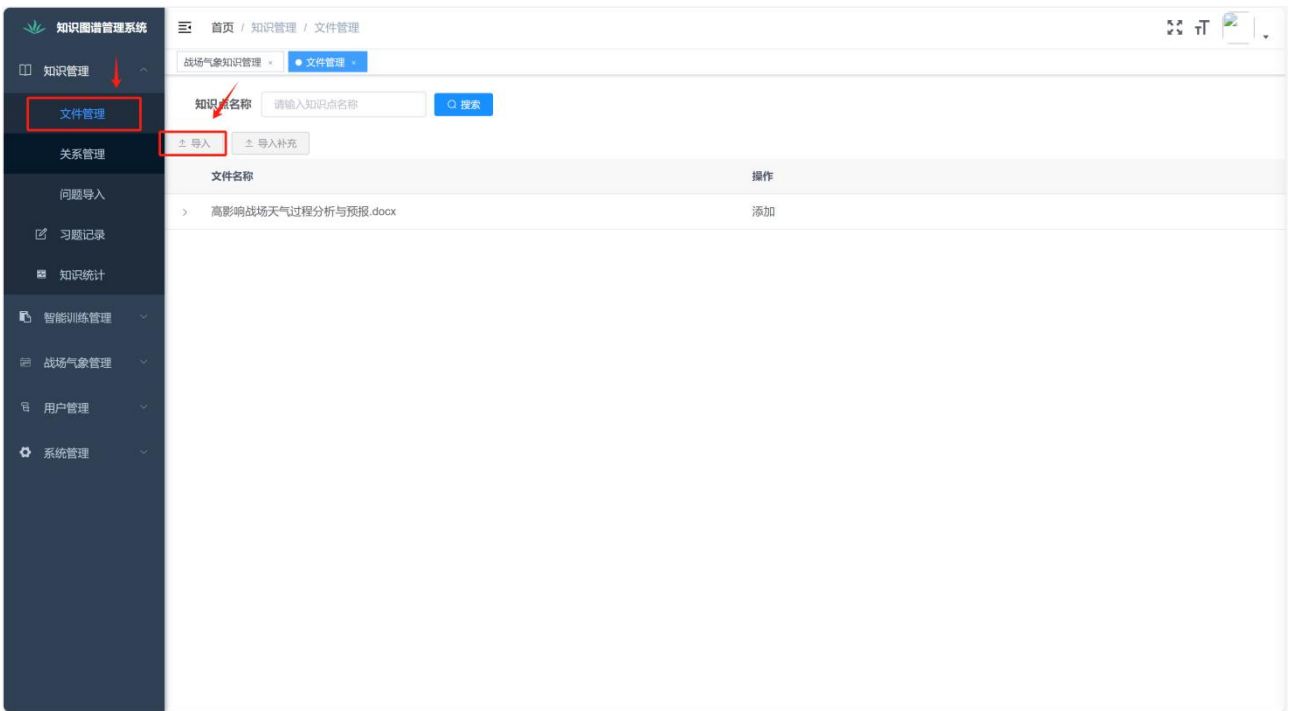 知识图谱管理系统
首页 / 知识管理 / 文件管理
战场气象知识管理 ×
文件管理 ×
知识管理
文件管理
关系管理
问题导入
习题记录
知识统计
智能训练管理
战场气象管理
用户管理
系统管理
知识点名称 请输入知识点名称 搜索
导入 导入补充
文件名称 操作
高影响战场天气过程分析与预报.docx 添加